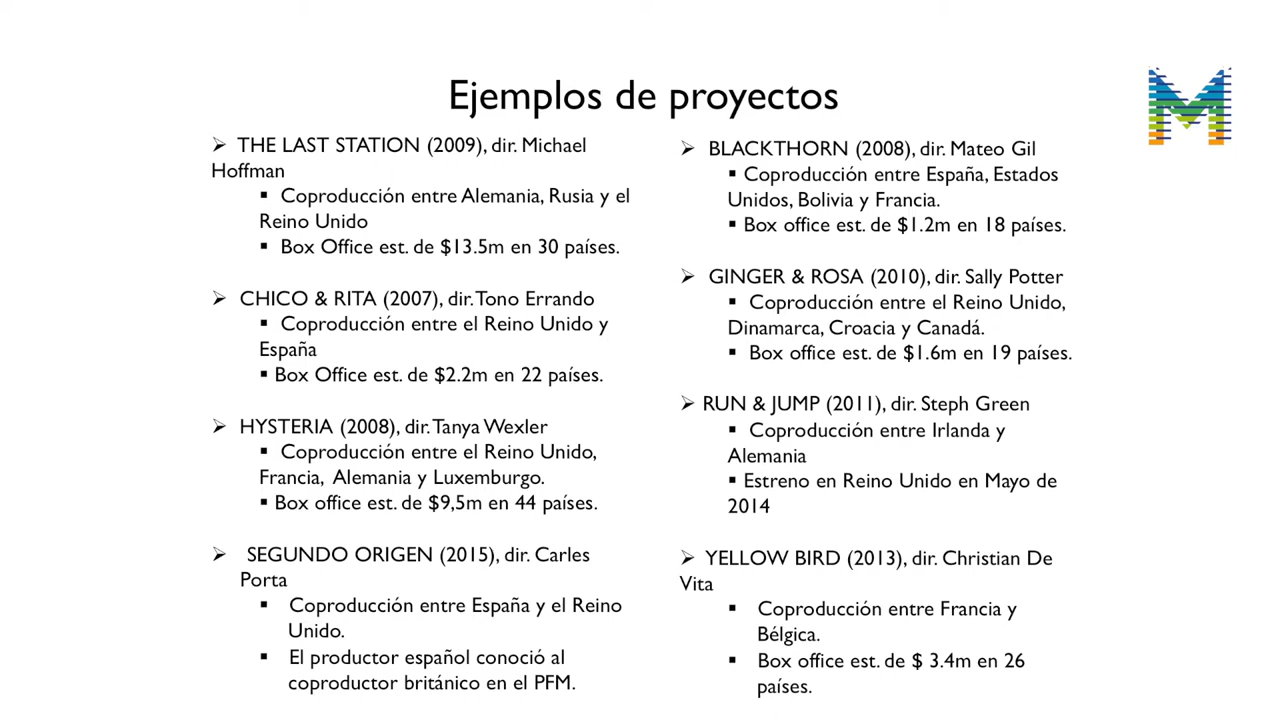 Ejemplos de proyectos
➢ THE LAST STATION (2009), dir. Michael
Hoffman
▪ Coproducción entre Alemania, Rusia y el
Reino Unido
▪ Box Office est. de $13.5m en 30 países.
➢ CHICO & RITA (2007), dir. Tono Errando
▪ Coproducción entre el Reino Unido y
España
▪ Box Office est. de $2.2m en 22 países.
➢ HYSTERIA (2008), dir. Tanya Wexler
▪ Coproducción entre el Reino Unido,
Francia, Alemania y Luxemburgo.
▪ Box office est. de $9,5m en 44 países.
➢ SEGUNDO ORIGEN (2015), dir. Carles
Porta
▪ Coproducción entre España y el Reino
Unido.
▪ El productor español conoció al
coproductor británico en el PFM.
➢ BLACKTHORN (2008), dir. Mateo Gil
▪ Coproducción entre España, Estados
Unidos, Bolivia y Francia.
▪ Box office est. de $1.2m en 18 países.
➢ GINGER & ROSA (2010), dir. Sally Potter
▪ Coproducción entre el Reino Unido,
Dinamarca, Croacia y Canadá.
▪ Box office est. de $1.6m en 19 países.
➢ RUN & JUMP (2011), dir. Steph Green
▪ Coproducción entre Irlanda y
Alemania
▪ Estreno en Reino Unido en Mayo de
2014
➢ YELLOW BIRD (2013), dir. Christian De
Vita
▪ Coproducción entre Francia y
Bélgica.
▪ Box office est. de $ 3.4m en 26
países.